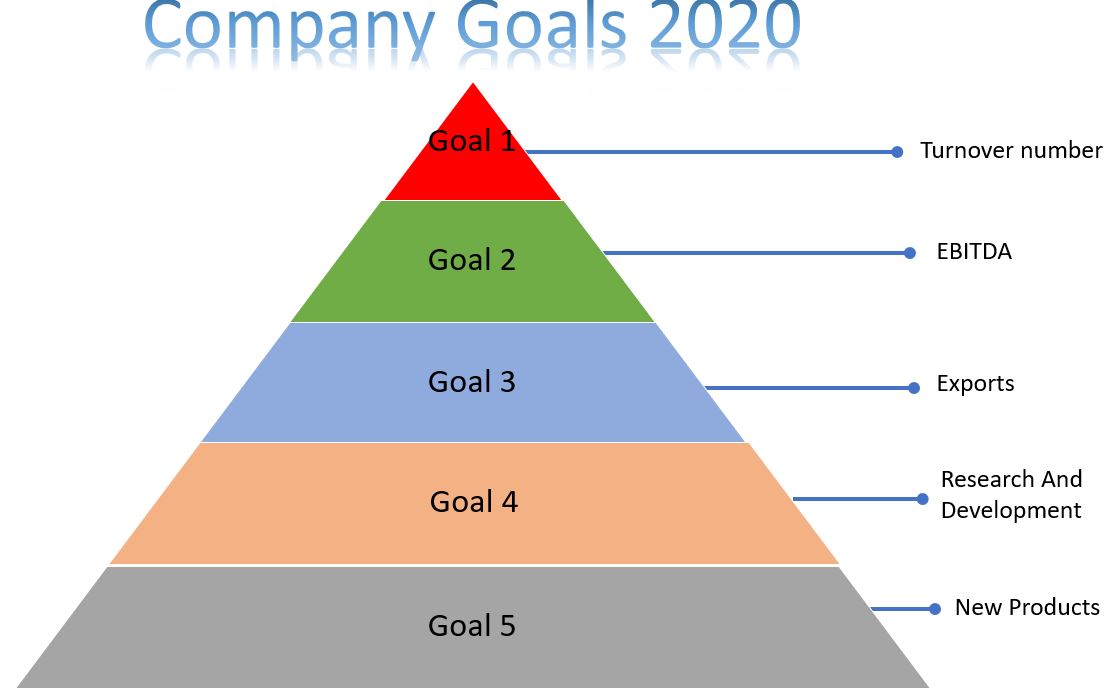 Company Goals 2020
Goal 1
Turnover number
Goal 2
EBITDA
Goal 3
Exports
Goal 4
Research And
Development
Goal 5
New Products